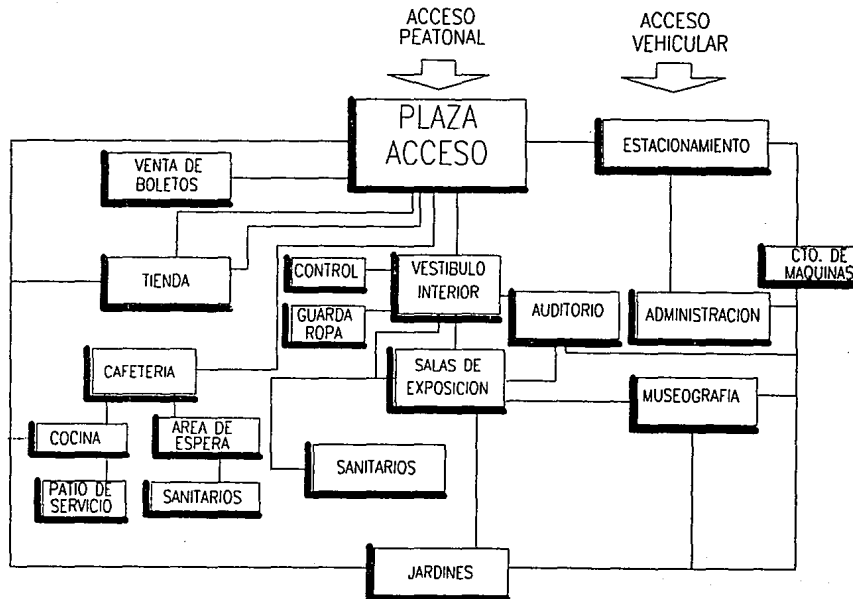 ACCESO
PEATONAL
ACCESO
VEHICULAR
PLAZA
ACCESO
ESTACIONAMIENTO
VENTA DE
BOLETOS
TIENDA
CONTROL
VESTIBULO
INTERIOR
CTO. DE
MAQUINAS
GUARDA
ROPA
AUDITORIO
ADMINISTRACION
CAFETERIA
SALAS DE
EXPOSICION
MUSEOGRAFIA
COCINA
AREA DE
ESPERA
SANITARIOS
PATIO DE
SERVICIO
SANITARIOS
JARDINES